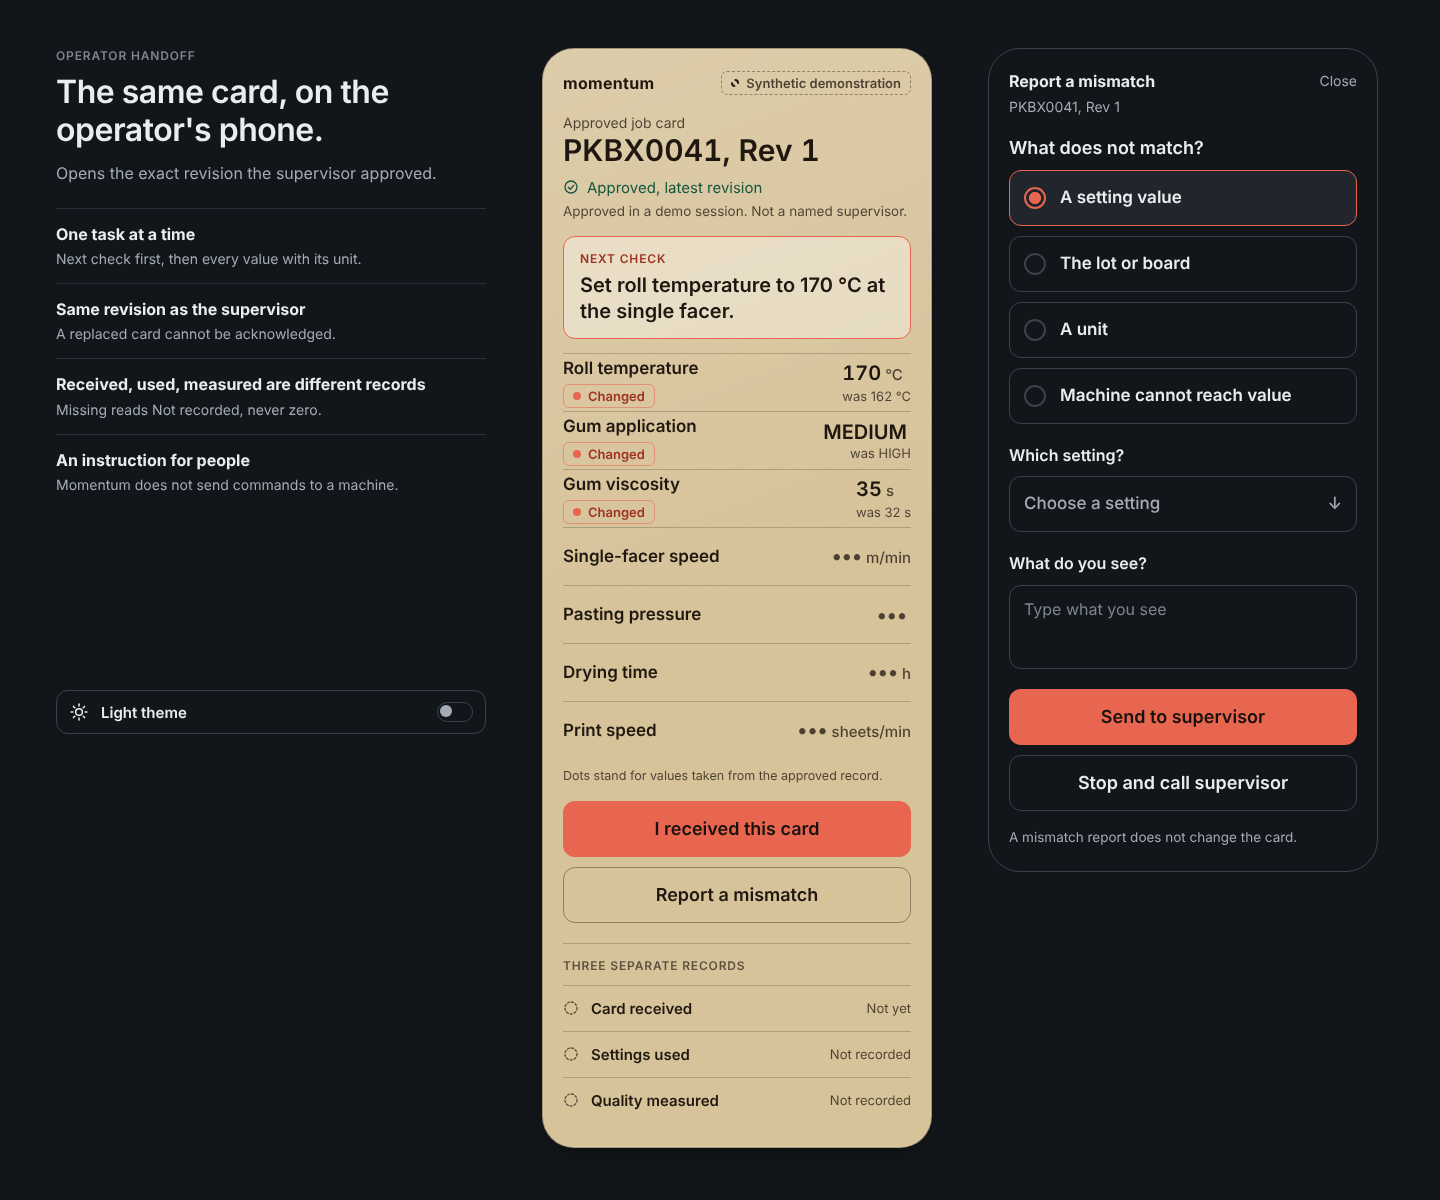 OPERATOR HANDOFF
The same card, on the
operator's phone.
Opens the exact revision the supervisor approved.
One task at a time
Next check first, then every value with its unit.
Same revision as the supervisor
A replaced card cannot be acknowledged.
Received, used, measured are different records
Missing reads Not recorded, never zero.
An instruction for people
Momentum does not send commands to a machine.
Light theme
momentum
Synthetic demonstration
Approved job card
PKBX0041, Rev 1
Approved, latest revision
Approved in a demo session. Not a named supervisor.
NEXT CHECK
Set roll temperature to 170 °C at
the single facer.
Roll temperature
170 °C
Changed
was 162 °C
Gum application
MEDIUM
Changed
was HIGH
Gum viscosity
35 s
Changed
was 32 s
Single-facer speed
••• m/min
Pasting pressure
•••
Drying time
••• h
Print speed
••• sheets/min
Dots stand for values taken from the approved record.
I received this card
Report a mismatch
THREE SEPARATE RECORDS
Card received
Not yet
Settings used
Not recorded
Quality measured
Not recorded
Report a mismatch
Close
PKBX0041, Rev 1
What does not match?
A setting value
The lot or board
A unit
Machine cannot reach value
Which setting?
Choose a setting
What do you see?
Type what you see
Send to supervisor
Stop and call supervisor
A mismatch report does not change the card.